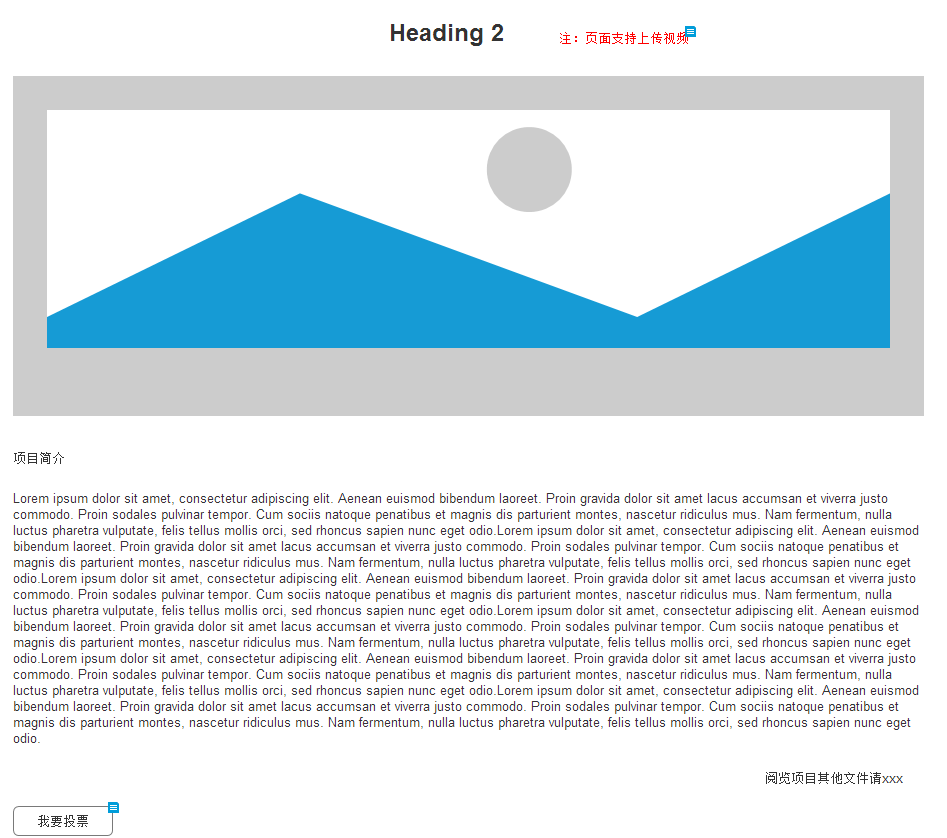 Heading 2
注：页面支持上传视频
项目简介
Lorem ipsum dolor sit amet, consectetur adipiscing elit. Aenean euismod bibendum laoreet. Proin gravida dolor sit amet lacus accumsan et viverra justo
commodo. Proin sodales pulvinar tempor. Cum sociis natoque penatibus et magnis dis parturient montes, nascetur ridiculus mus. Nam fermentum, nulla
luctus pharetra vulputate, felis tellus mollis orci, sed rhoncus sapien nunc eget odio.Lorem ipsum dolor sit amet, consectetur adipiscing elit. Aenean euismod
bibendum laoreet. Proin gravida dolor sit amet lacus accumsan et viverra justo commodo. Proin sodales pulvinar tempor. Cum sociis natoque penatibus et
magnis dis parturient montes, nascetur ridiculus mus. Nam fermentum, nulla luctus pharetra vulputate, felis tellus mollis orci, sed rhoncus sapien nunc eget
odio.Lorem ipsum dolor sit amet, consectetur adipiscing elit. Aenean euismod bibendum laoreet. Proin gravida dolor sit amet lacus accumsan et viverra justo
commodo. Proin sodales pulvinar tempor. Cum sociis natoque penatibus et magnis dis parturient montes, nascetur ridiculus mus. Nam fermentum, nulla
luctus pharetra vulputate, felis tellus mollis orci, sed rhoncus sapien nunc eget odio.Lorem ipsum dolor sit amet, consectetur adipiscing elit. Aenean euismod
bibendum laoreet. Proin gravida dolor sit amet lacus accumsan et viverra justo commodo. Proin sodales pulvinar tempor. Cum sociis natoque penatibus et
magnis dis parturient montes, nascetur ridiculus mus. Nam fermentum, nulla luctus pharetra vulputate, felis tellus mollis orci, sed rhoncus sapien nunc eget
odio.Lorem ipsum dolor sit amet, consectetur adipiscing elit. Aenean euismod bibendum laoreet. Proin gravida dolor sit amet lacus accumsan et viverra justo
commodo. Proin sodales pulvinar tempor. Cum sociis natoque penatibus et magnis dis parturient montes, nascetur ridiculus mus. Nam fermentum, nulla
luctus pharetra vulputate, felis tellus mollis orci, sed rhoncus sapien nunc eget odio.Lorem ipsum dolor sit amet, consectetur adipiscing elit. Aenean euismod
bibendum laoreet. Proin gravida dolor sit amet lacus accumsan et viverra justo commodo. Proin sodales pulvinar tempor. Cum sociis natoque penatibus et
magnis dis parturient montes, nascetur ridiculus mus. Nam fermentum, nulla luctus pharetra vulputate, felis tellus mollis orci, sed rhoncus sapien nunc eget
odio.
阅览项目其他文件请xxx
我要投票